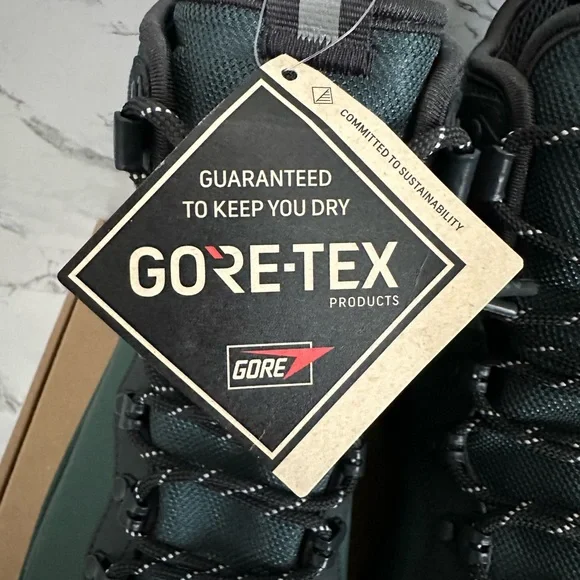 COMMITTED TO SUSTAINABILITY
GUARANTEED
TO KEEP YOU DRY
GORE-TEX
PRODUCTS
GORE